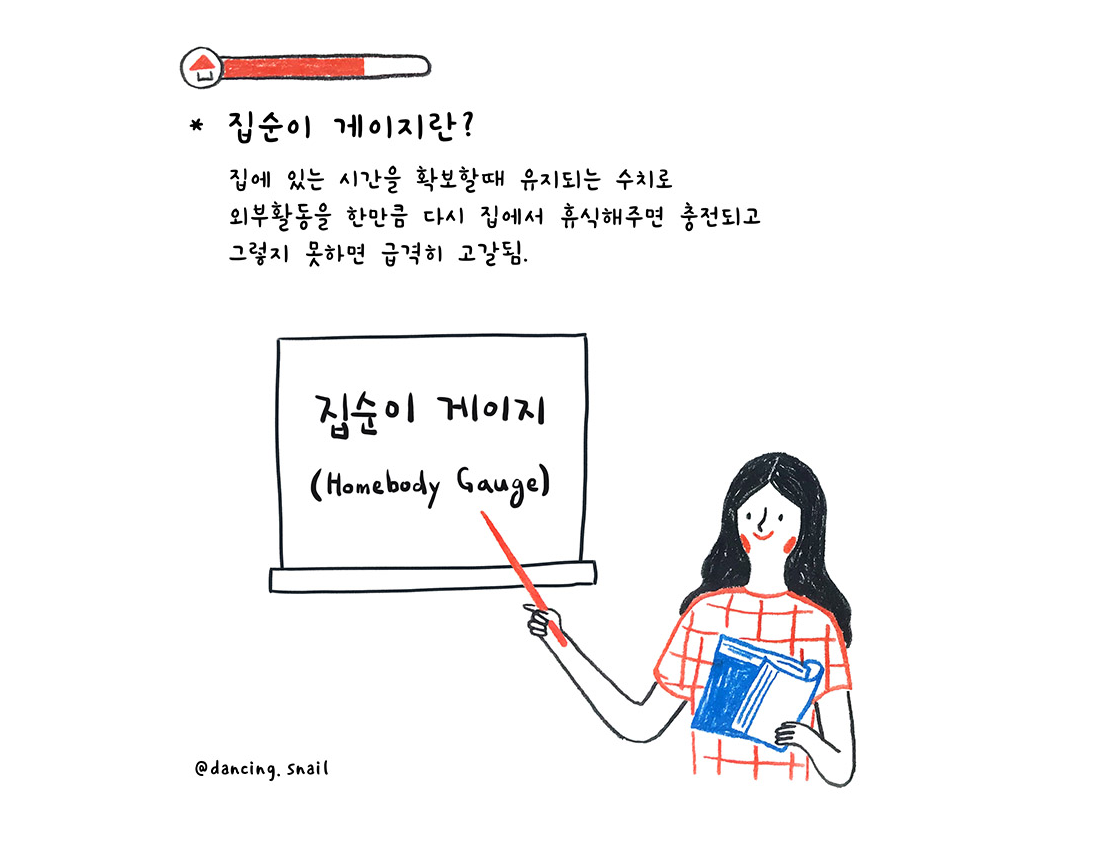 * 집순이 게이지란?
집에 있는 시간을 확보할때 유지되는 수치로
외부활동을 한만큼 다시 집에서 휴식해주면 충전되고
그렇지 못하면 급격히 고갈됨.
집순이 게이지
(Homebody Gauge)
@dancing.snail